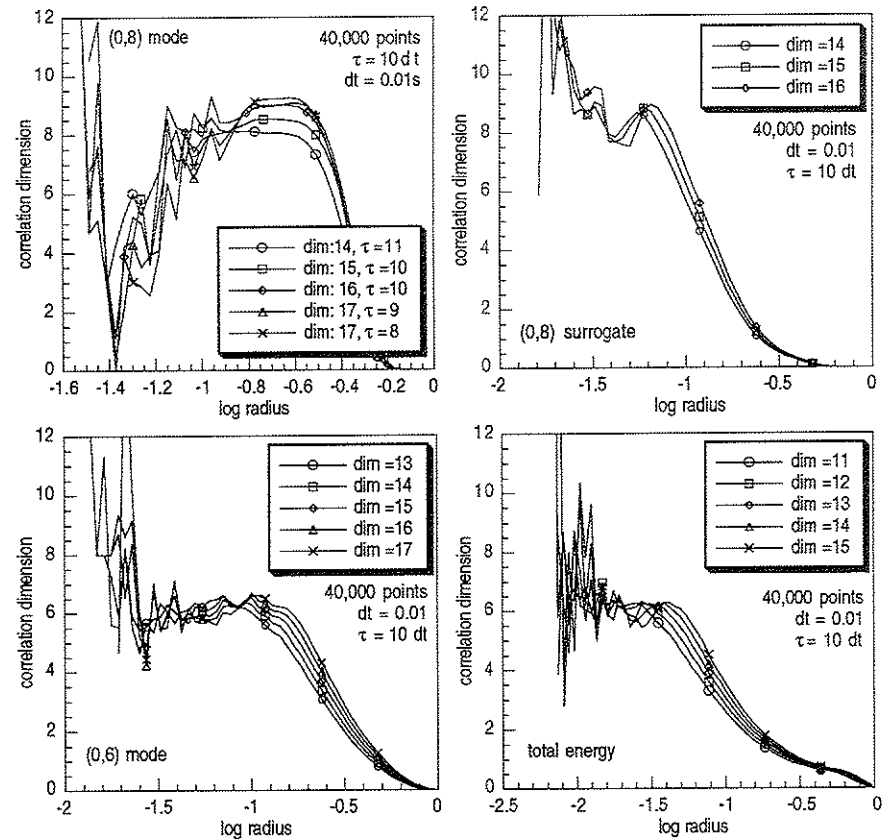 (0,8) mode
40,000 points
τ = 10 d t
dt = 0.01s
12
10
8
6
4
2
0
correlation dimension
dim:14, τ =11
dim: 15, τ =10
dim: 16, τ =10
dim: 17, τ =9
dim: 17, τ =8
-1.6
-1.4
-1.2
-1
-0.8
-0.6
-0.4
-0.2
0
log radius
12
10
8
6
4
2
0
correlation dimension
dim =14
dim =15
dim =16
40,000 points
dt = 0.01
τ = 10 dt
(0,8) surrogate
-2
-1.5
-1
-0.5
0
log radius
12
10
8
6
4
2
0
correlation dimension
dim =13
dim =14
dim =15
dim =16
dim =17
40,000 points
dt = 0.01
τ = 10 dt
(0,6) mode
-2
-1.5
-1
-0.5
0
log radius
12
10
8
6
4
2
0
correlation dimension
dim =11
dim =12
dim =13
dim =14
dim =15
40,000 points
dt = 0.01
τ = 10 dt
total energy
-2.5
-2
-1.5
-1
-0.5
0
log radius